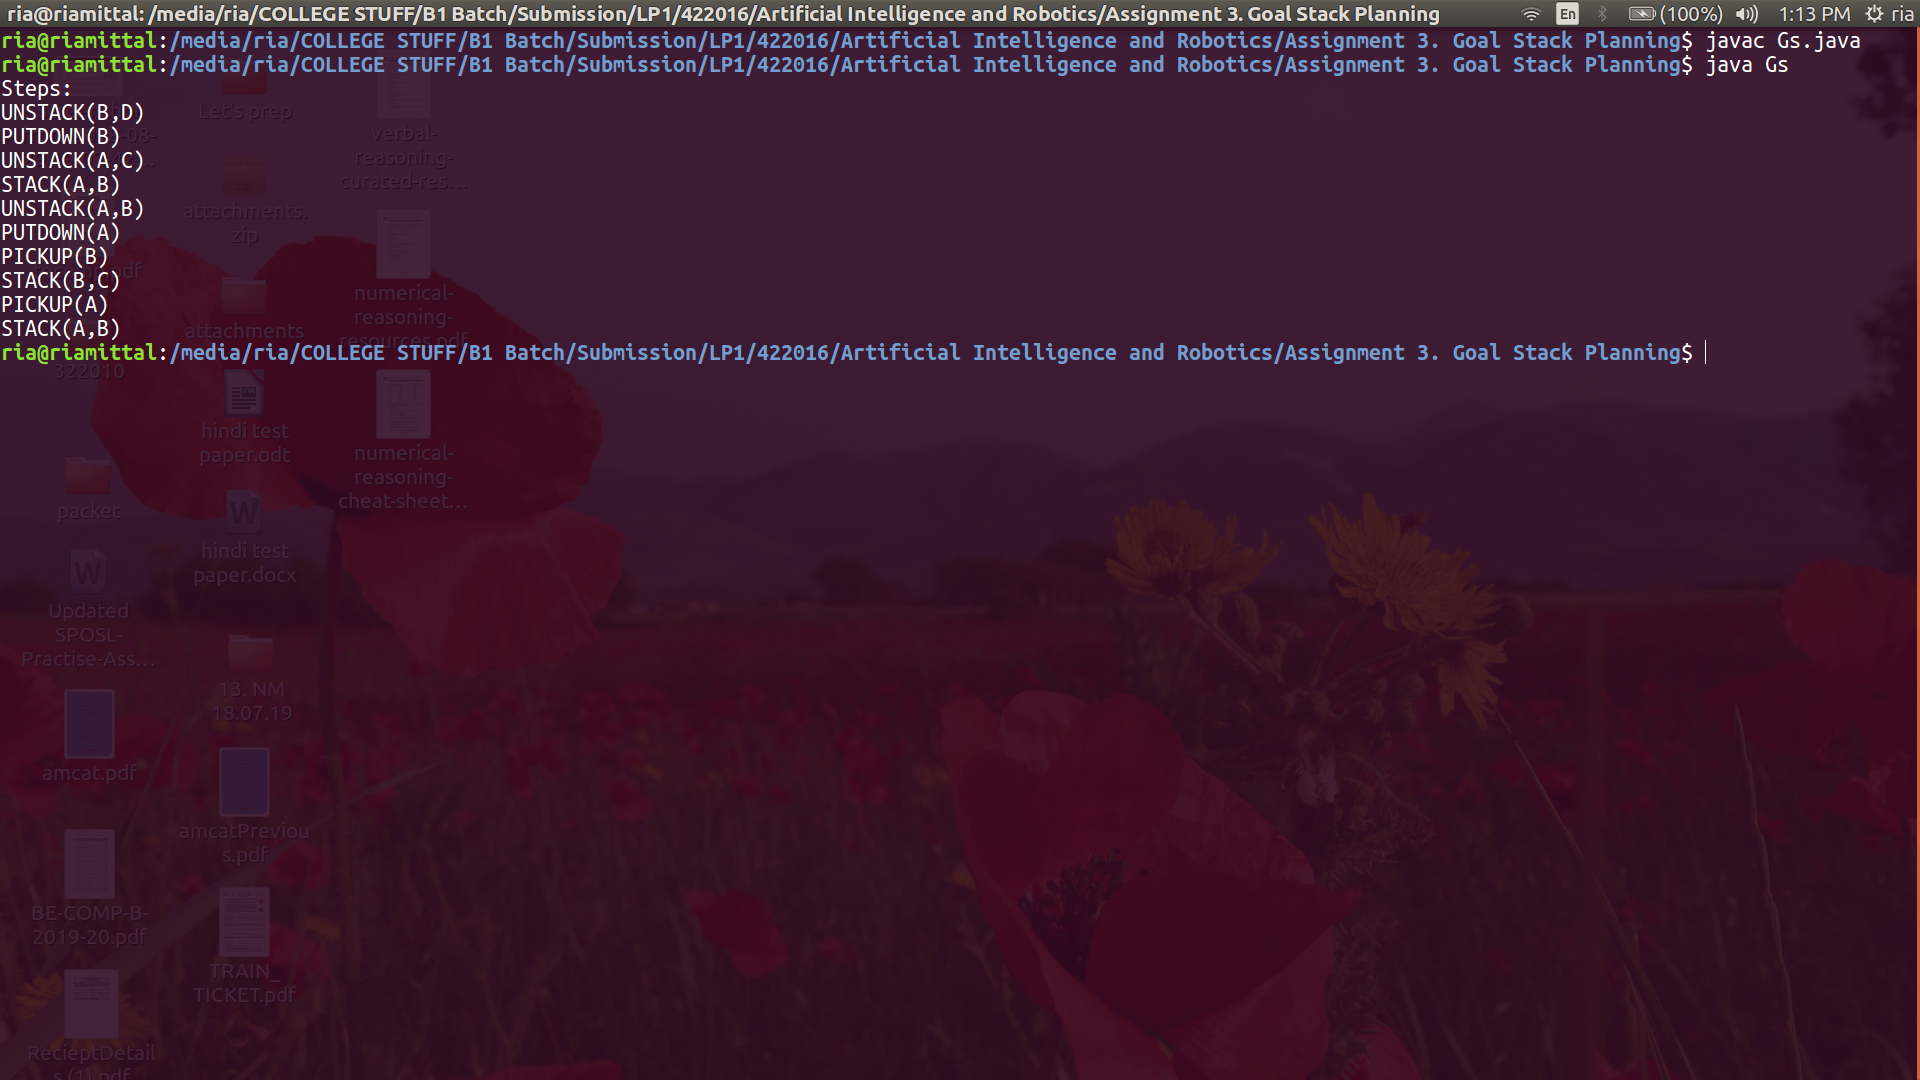 ria@riamittal: /media/ria/COLLEGE STUFF/B1 Batch/Submission/LP1/422016/Artificial Intelligence and Robotics/Assignment 3. Goal Stack Planning
En
(100%)
1:13 PM
ria
ria@riamittal:/media/ria/COLLEGE STUFF/B1 Batch/Submission/LP1/422016/Artificial Intelligence and Robotics/Assignment 3. Goal Stack Planning$ javac Gs.java
ria@riamittal:/media/ria/COLLEGE STUFF/B1 Batch/Submission/LP1/422016/Artificial Intelligence and Robotics/Assignment 3. Goal Stack Planning$ java Gs
Steps:
UNSTACK(B,D)
PUTDOWN(B)
UNSTACK(A,C)
STACK(A,B)
UNSTACK(A,B)
PUTDOWN(A)
PICKUP(B)
STACK(B,C)
PICKUP(A)
STACK(A,B)
ria@riamittal:/media/ria/COLLEGE STUFF/B1 Batch/Submission/LP1/422016/Artificial Intelligence and Robotics/Assignment 3. Goal Stack Planning$
322010
packet
Updated
SPOSL-
Practise-Ass...
amcat.pdf
BE-COMP-B-
2019-20.pdf
RecieptDetail
s (1).pdf
Let's prep
attachments.
zip
attachments
hindi test
paper.odt
hindi test
paper.docx
13. NM
18.07.19
amcatPreviou
s.pdf
TRAIN_
TICKET.pdf
verbal-
reasoning-
curated-res...
numerical-
reasoning-
resources.pdf
numerical-
reasoning-
cheat-sheet...